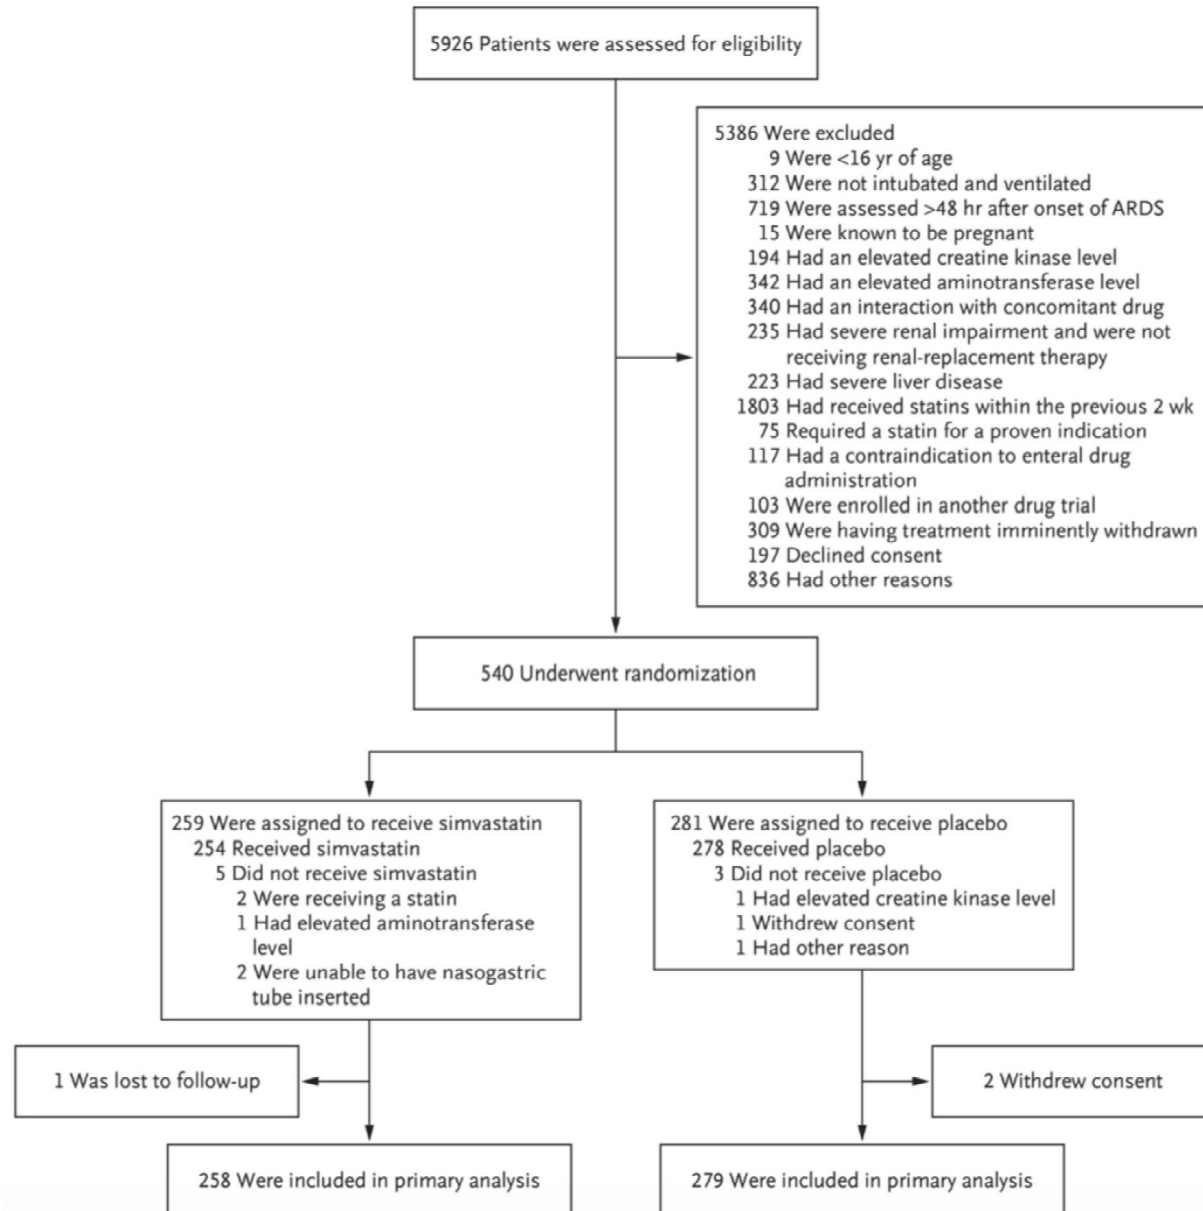 5926 Patients were assessed for eligibility
5386 Were excluded
9 Were <16 yr of age
312 Were not intubated and ventilated
719 Were assessed >48 hr after onset of ARDS
15 Were known to be pregnant
194 Had an elevated creatine kinase level
342 Had an elevated aminotransferase level
340 Had an interaction with concomitant drug
235 Had severe renal impairment and were not
receiving renal-replacement therapy
223 Had severe liver disease
1803 Had received statins within the previous 2 wk
75 Required a statin for a proven indication
117 Had a contraindication to enteral drug
administration
103 Were enrolled in another drug trial
309 Were having treatment imminently withdrawn
197 Declined consent
836 Had other reasons
540 Underwent randomization
259 Were assigned to receive simvastatin
254 Received simvastatin
5 Did not receive simvastatin
2 Were receiving a statin
1 Had elevated aminotransferase
level
2 Were unable to have nasogastric
tube inserted
281 Were assigned to receive placebo
278 Received placebo
3 Did not receive placebo
1 Had elevated creatine kinase level
1 Withdrew consent
1 Had other reason
1 Was lost to follow-up
2 Withdrew consent
258 Were included in primary analysis
279 Were included in primary analysis